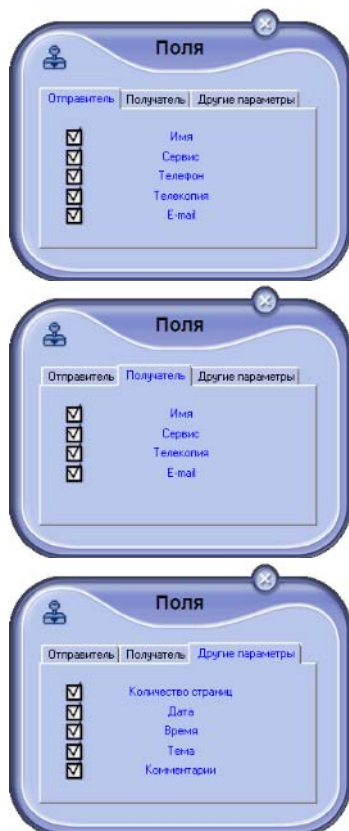 Поля
Отправитель Получатель Другие параметры
Имя
Сервис
Телефон
Телекопия
E-mail
Поля
Отправитель Получатель Другие параметры
Имя
Сервис
Телекопия
E-mail
Поля
Отправитель Получатель Другие параметры
Количество страниц
Дата
Время
Тема
Комментарии